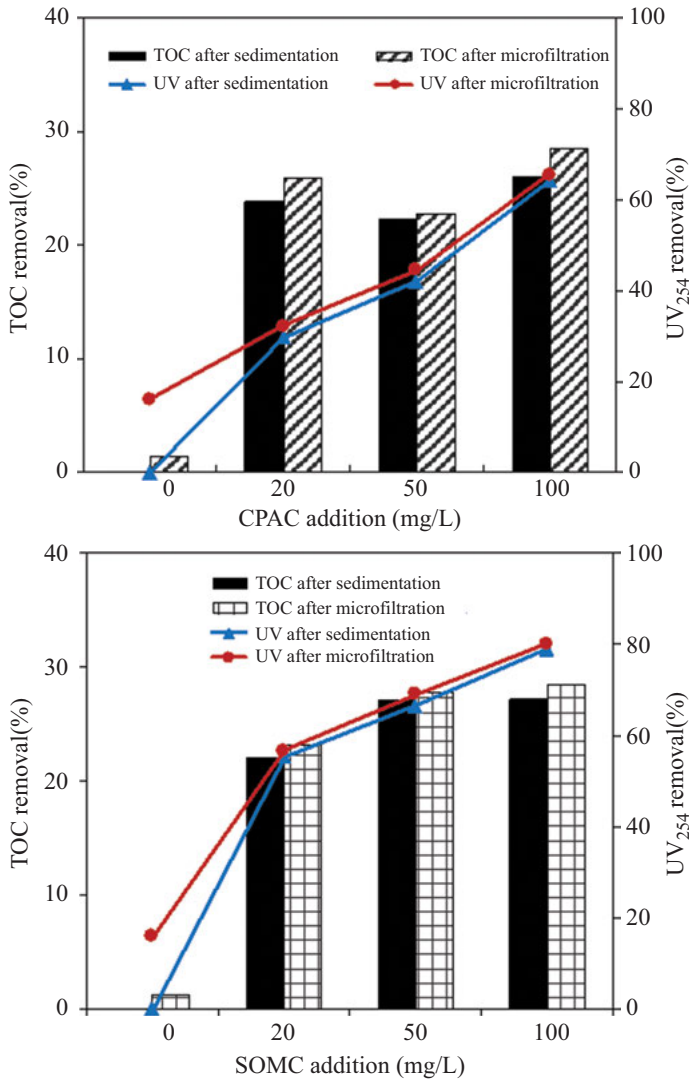 40
100
TOC after sedimentation
TOC after microfiltration
UV after sedimentation
UV after microfiltration
80
30
TOC removal(%)
60
20
UV254 removal(%)
40
10
20
0
0
0
20
50
100
CPAC addition (mg/L)
40
100
TOC after sedimentation
TOC after microfiltration
UV after sedimentation
UV after microfiltration
80
30
TOC removal(%)
60
20
UV254 removal(%)
40
10
20
0
0
0
20
50
100
SOMC addition (mg/L)